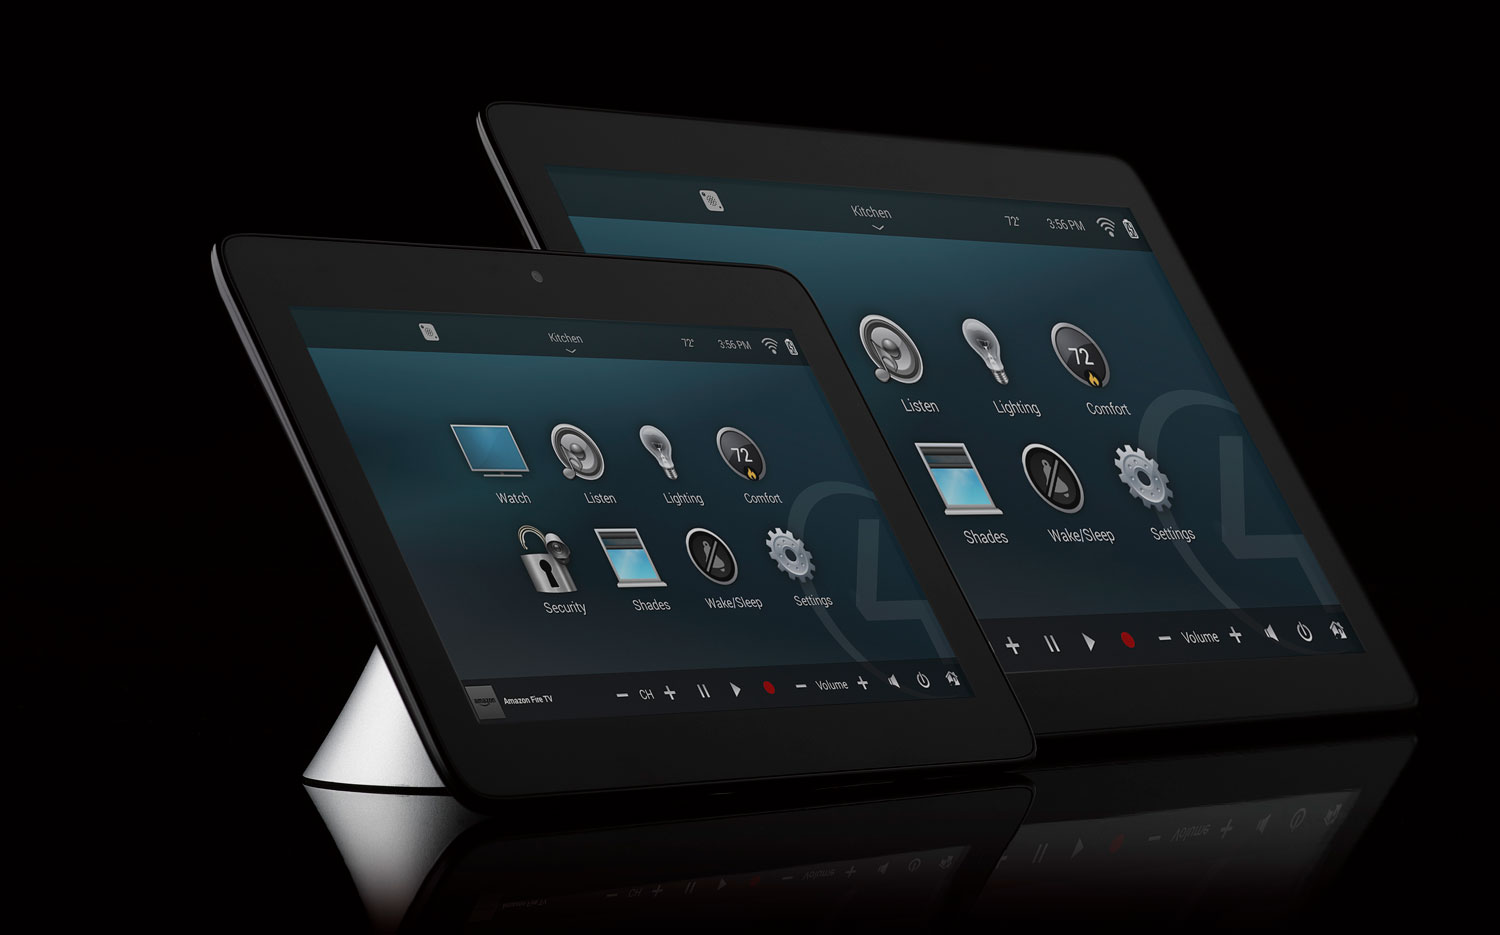 Kitchen
72°
3:56 PM
72
Listen
Lighting
Comfort
Shades
Wake/Sleep
Settings
Volume
Kitchen
72°
3:56 PM
72
Watch
Listen
Lighting
Comfort
Security
Shades
Wake/Sleep
Settings
amazon
Amazon Fire TV
CH
Volume